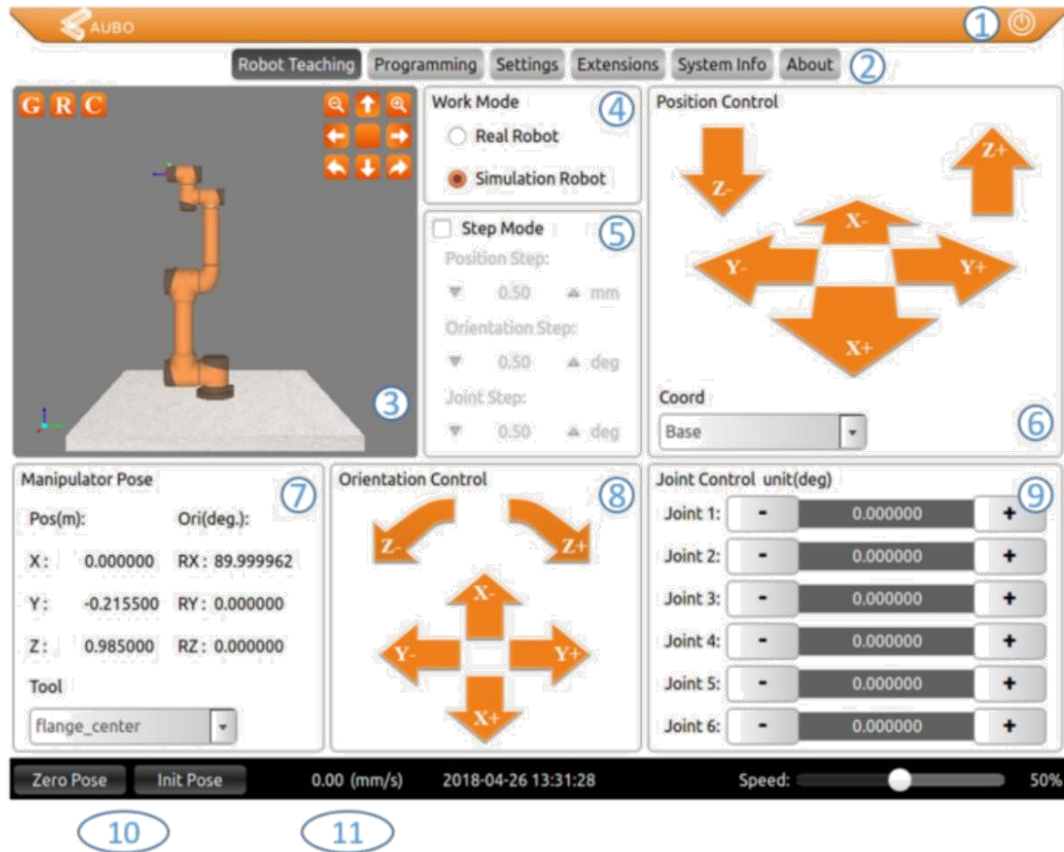 AUBO
1
Robot Teaching Programming Settings Extensions System Info About 2
G R C
3
Work Mode 4
Real Robot
Simulation Robot
Step Mode 5
Position Step:
0.50 mm
Orientation Step:
0.50 deg
Joint Step:
0.50 deg
Position Control
Z- Z+
X-
Y- Y+
X+
Coord
Base
6
Manipulator Pose 7
Pos(m): Ori(deg.):
X: 0.000000 RX: 89.999962
Y: -0.215500 RY: 0.000000
Z: 0.985000 RZ: 0.000000
Tool
flange_center
Orientation Control 8
Z- Z+
X-
Y- Y+
X+
Joint Control unit(deg) 9
Joint 1: - 0.000000 +
Joint 2: - 0.000000 +
Joint 3: - 0.000000 +
Joint 4: - 0.000000 +
Joint 5: - 0.000000 +
Joint 6: - 0.000000 +
Zero Pose Init Pose 0.00 (mm/s) 2018-04-26 13:31:28 Speed: 50%
10 11